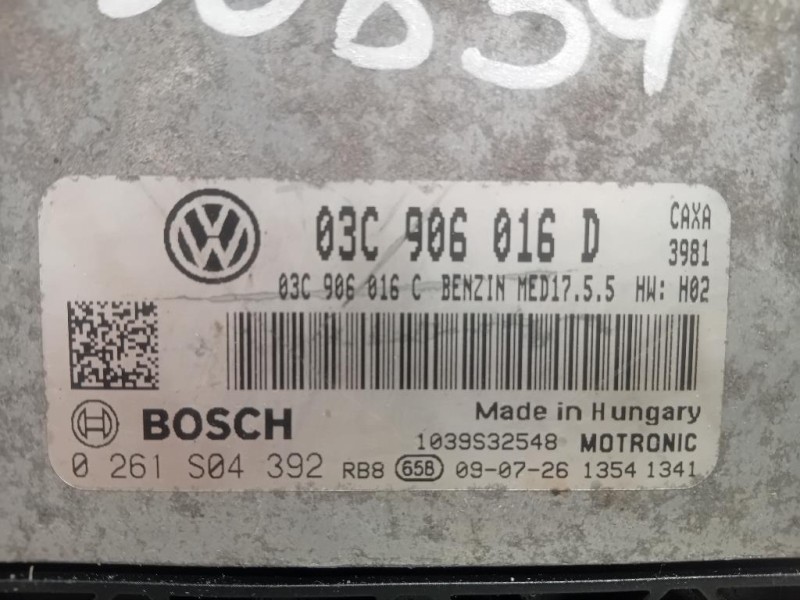 03C 906 016 D CAXA
3981
03C 906 016 C BENZIN MED17.5.5 HW: H02
BOSCH Made in Hungary
1039S32548 MOTRONIC
0 261 S04 392 RB8 658 09-07-26 1354 1341